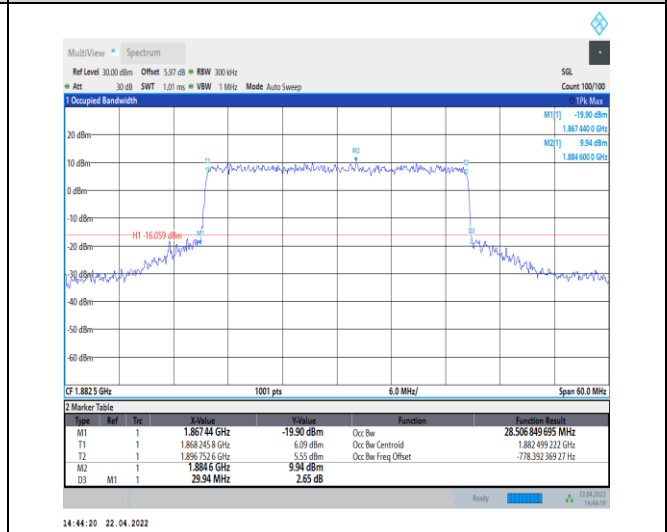 MultiView Spectrum
Ref Level 30.00 dBm Offset 5.97 dB RBW 300 kHz SGL
Att 30 dB SWT 1.01 ms VBW 1 MHz Mode Auto Sweep Count 100/100
1 Occupied Bandwidth 1Pk Max
M1[1] -19.90 dBm
1.867 440 0 GHz
M2[1] 9.94 dBm
1.884 600 0 GHz
20 dBm
M2
T1 T2
10 dBm
0 dBm
-10 dBm
H1 -16.059 dBm M1 D3
-20 dBm
-30 dBm
-40 dBm
-50 dBm
-60 dBm
CF 1.882 5 GHz 1001 pts 6.0 MHz/ Span 60.0 MHz
2 Marker Table
Type Ref Trc X-Value Y-Value Function Function Result
M1 1 1.867 44 GHz -19.90 dBm Occ Bw 28.506 849 695 MHz
T1 1 1.868 245 8 GHz 6.09 dBm Occ Bw Centroid 1.882 499 222 GHz
T2 1 1.896 752 6 GHz 5.55 dBm Occ Bw Freq Offset -778.392 369 27 Hz
M2 1 1.884 6 GHz 9.94 dBm
D3 M1 1 29.94 MHz 2.65 dB
Ready 22.04.2022
14:44:19
14:44:20 22.04.2022